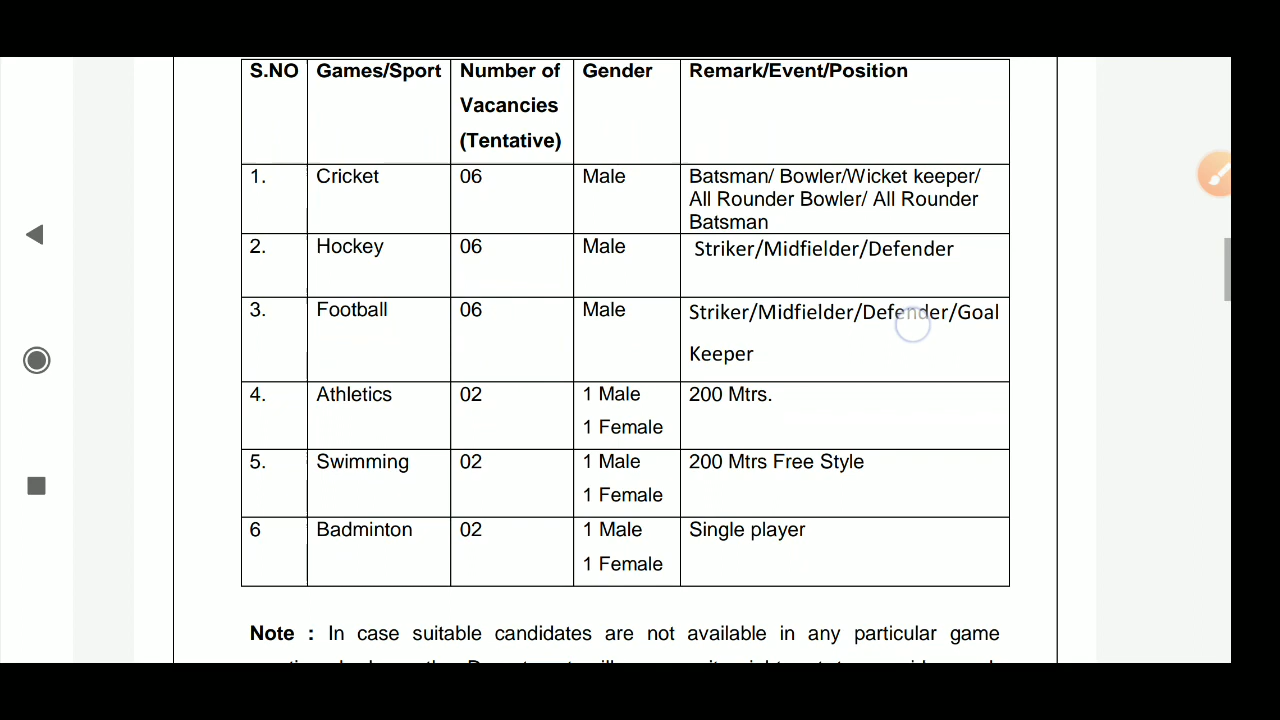 S.NO Games/Sport Number of Vacancies (Tentative) Gender Remark/Event/Position
1. Cricket 06 Male Batsman/ Bowler/Wicket keeper/
All Rounder Bowler/ All Rounder
Batsman
2. Hockey 06 Male Striker/Midfielder/Defender
3. Football 06 Male Striker/Midfielder/Defender/Goal
Keeper
4. Athletics 02 1 Male 200 Mtrs.
1 Female
5. Swimming 02 1 Male 200 Mtrs Free Style
1 Female
6 Badminton 02 1 Male Single player
1 Female
Note : In case suitable candidates are not available in any particular game